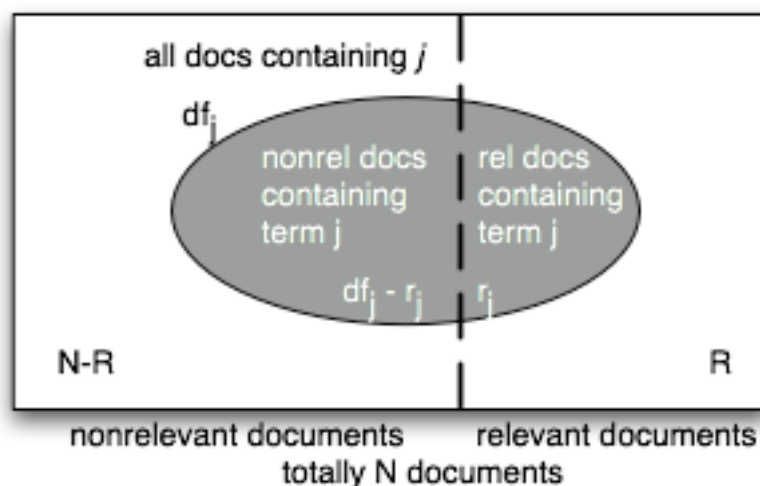 all docs containing j
df_j
nonrel docs
containing
term j
rel docs
containing
term j
df_j - r_j
r_j
N-R
R
nonrelevant documents
relevant documents
totally N documents